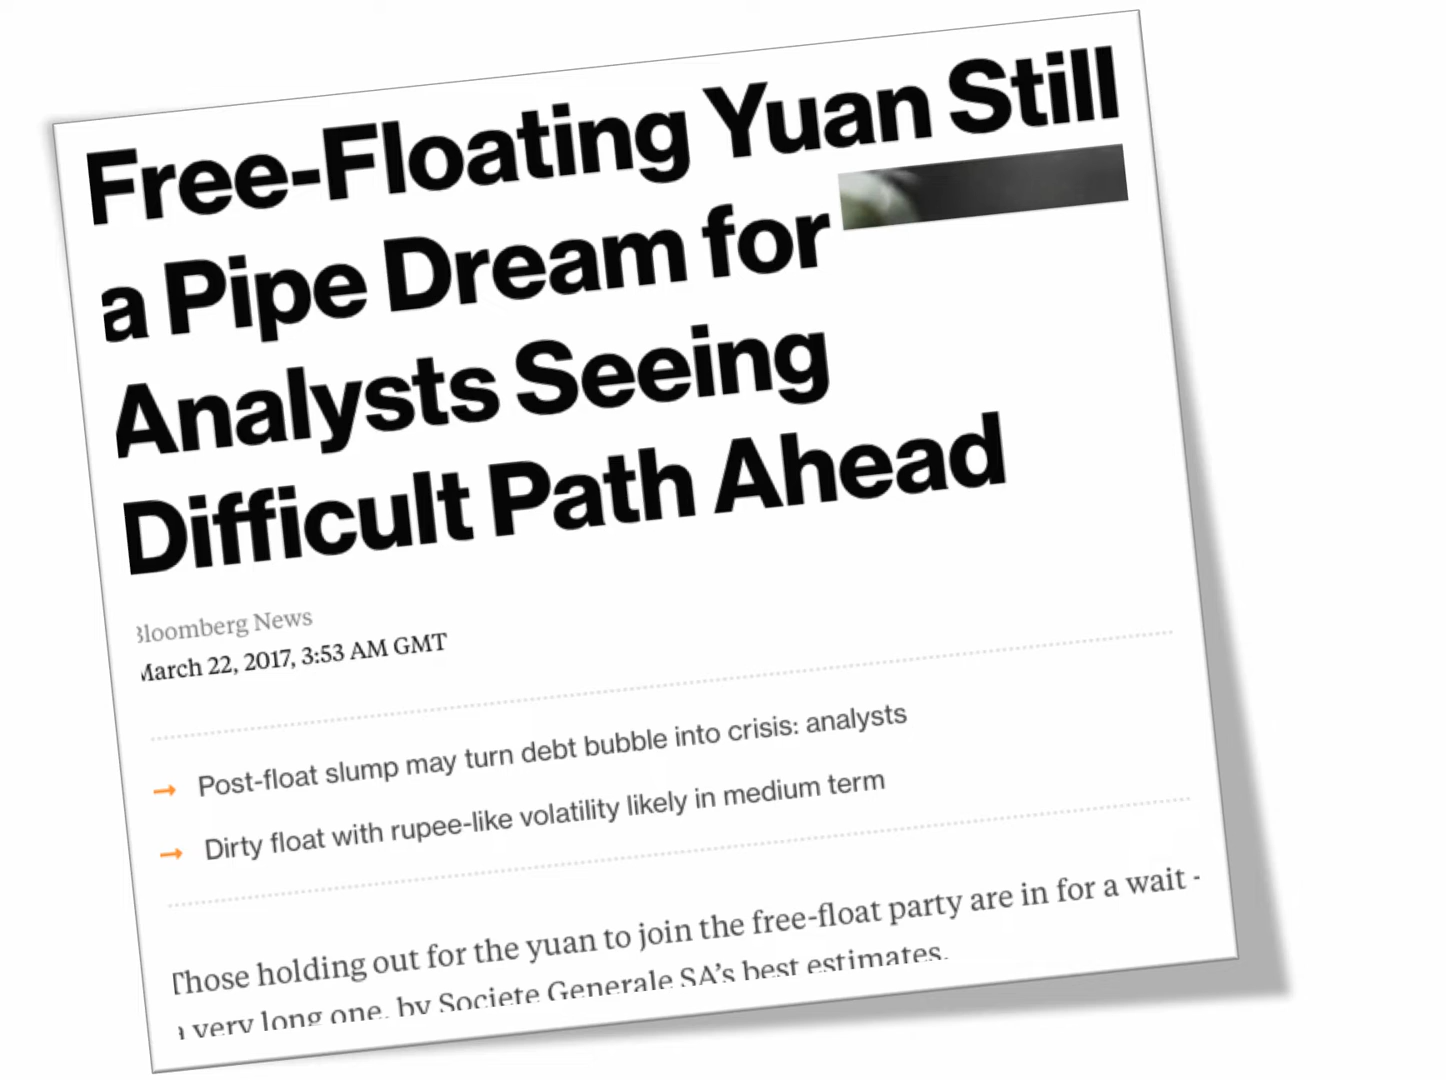 Free-Floating Yuan Still
a Pipe Dream for
Analysts Seeing
Difficult Path Ahead
Bloomberg News
March 22, 2017, 3:53 AM GMT
→ Post-float slump may turn debt bubble into crisis: analysts
→ Dirty float with rupee-like volatility likely in medium term
Those holding out for the yuan to join the free-float party are in for a wait -
a very long one, by Societe Generale SA's best estimates.